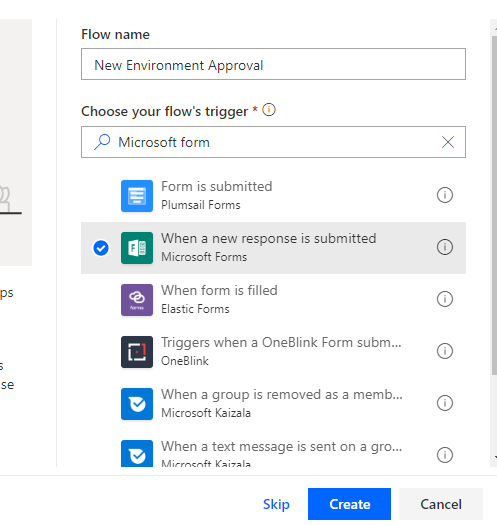 Flow name
New Environment Approval
Choose your flow's trigger *
Microsoft form
Form is submitted
Plumsail Forms
When a new response is submitted
Microsoft Forms
When form is filled
Elastic Forms
Triggers when a OneBlink Form subm...
OneBlink
When a group is removed as a memb...
Microsoft Kaizala
When a text message is sent on a gro...
Microsoft Kaizala
Skip
Create
Cancel